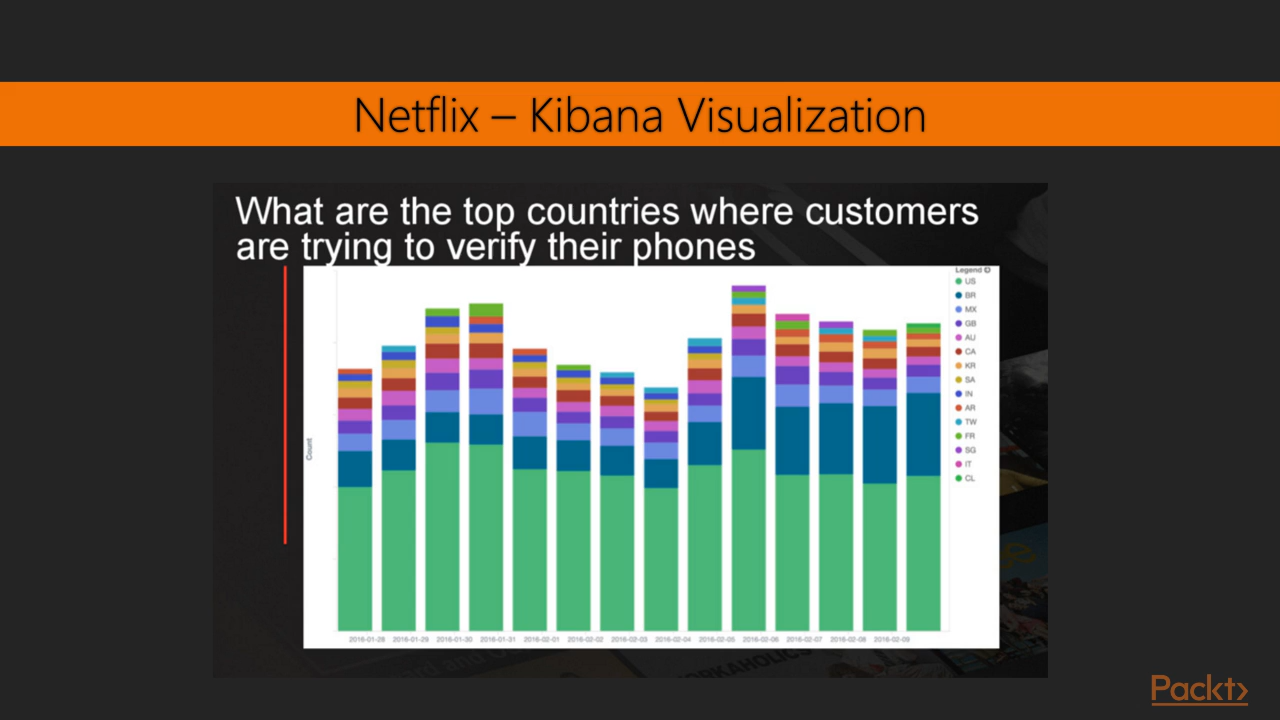 Netflix – Kibana Visualization
What are the top countries where customers
are trying to verify their phones
Legend
US
BR
MX
GB
AU
CA
KR
SA
IN
AR
TW
FR
SG
IT
CL
Count
2016-01-28 2016-01-29 2016-01-30 2016-01-31 2016-02-01 2016-02-02 2016-02-03 2016-02-04 2016-02-05 2016-02-06 2016-02-07 2016-02-08 2016-02-09
ORKAHOLICS
Packt>